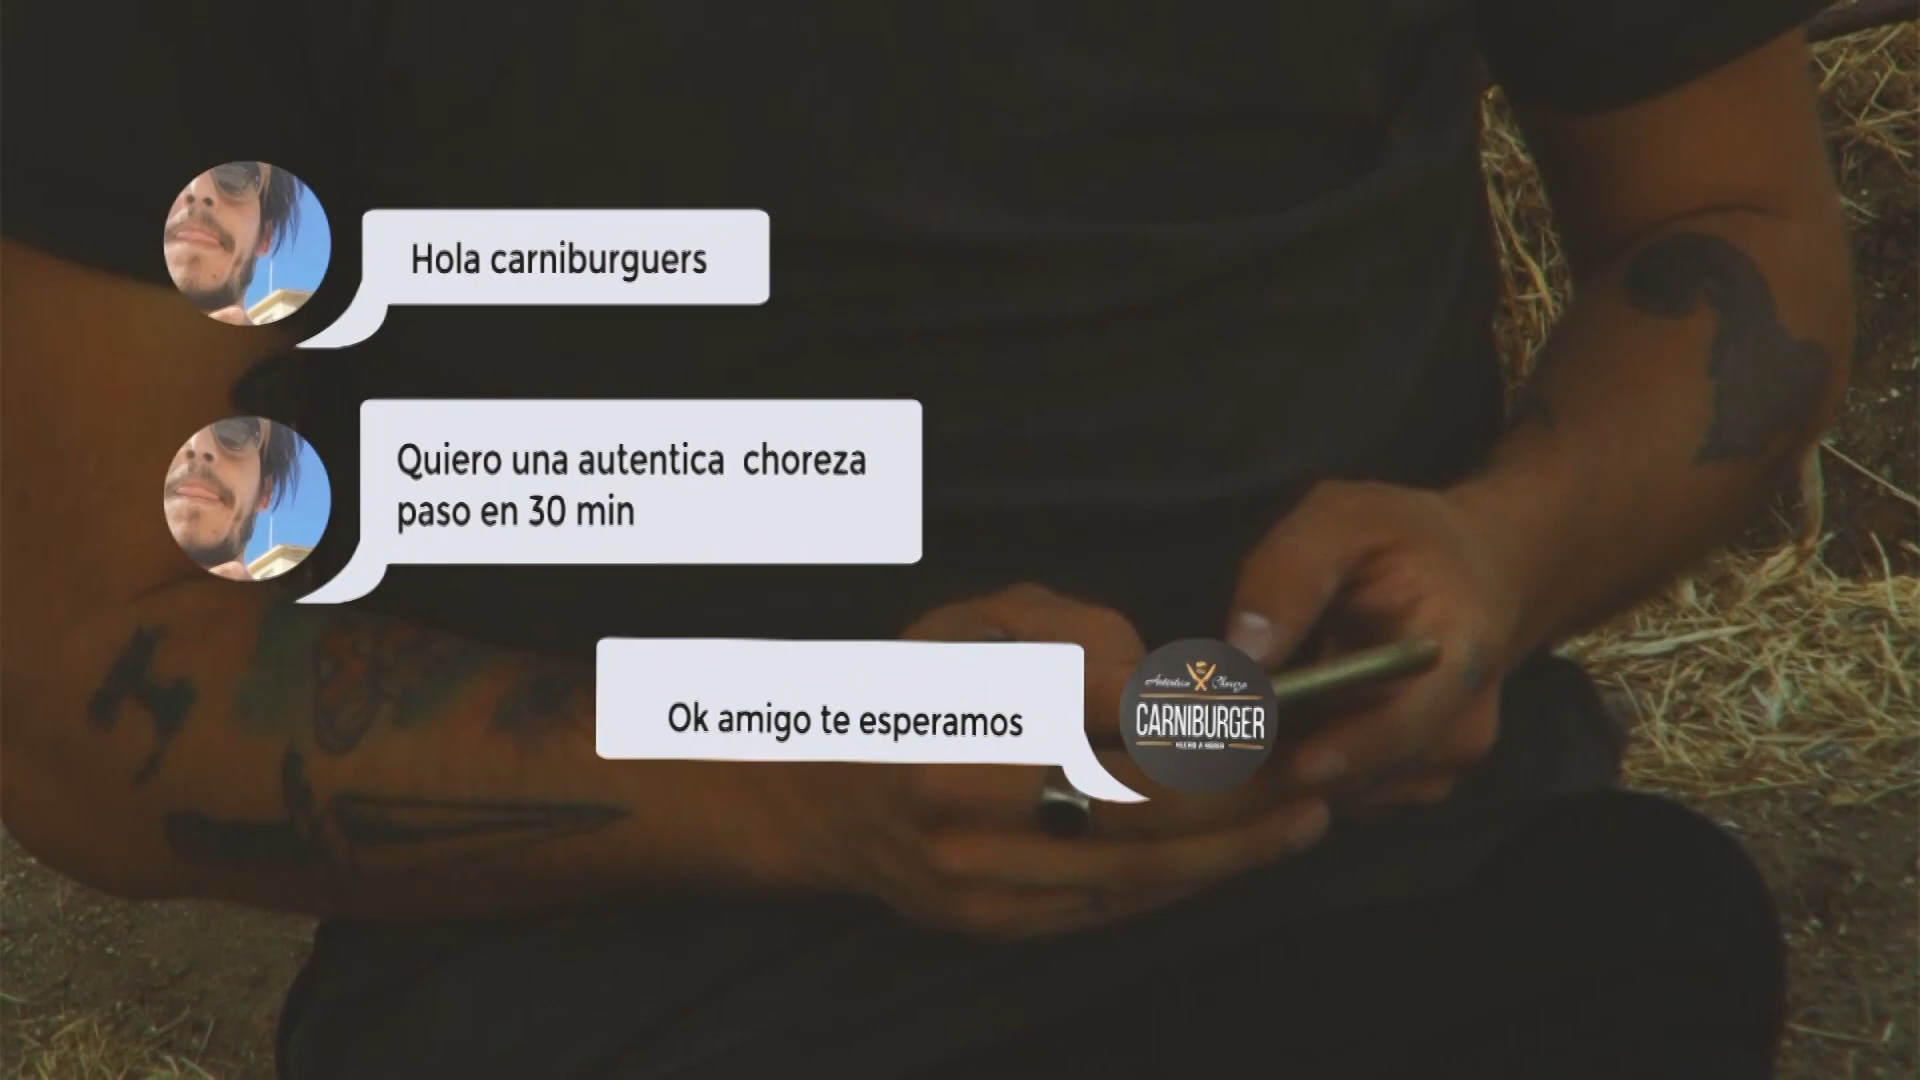 Hola carniburguers
Quiero una autentica choreza
paso en 30 min
Ok amigo te esperamos
CARNIBURGER